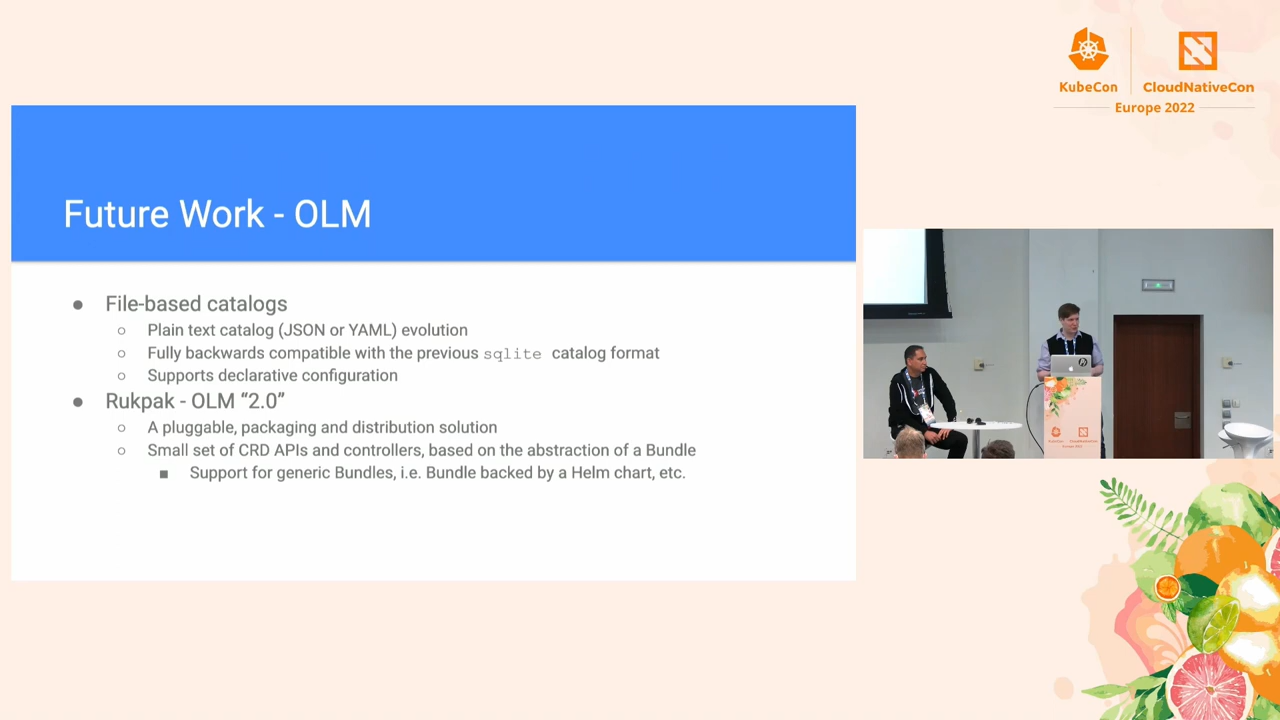 KubeCon
CloudNativeCon
Europe 2022
Future Work - OLM
● File-based catalogs
○ Plain text catalog (JSON or YAML) evolution
○ Fully backwards compatible with the previous sqlite catalog format
○ Supports declarative configuration
● Rukpak - OLM “2.0”
○ A pluggable, packaging and distribution solution
○ Small set of CRD APIs and controllers, based on the abstraction of a Bundle
■ Support for generic Bundles, i.e. Bundle backed by a Helm chart, etc.